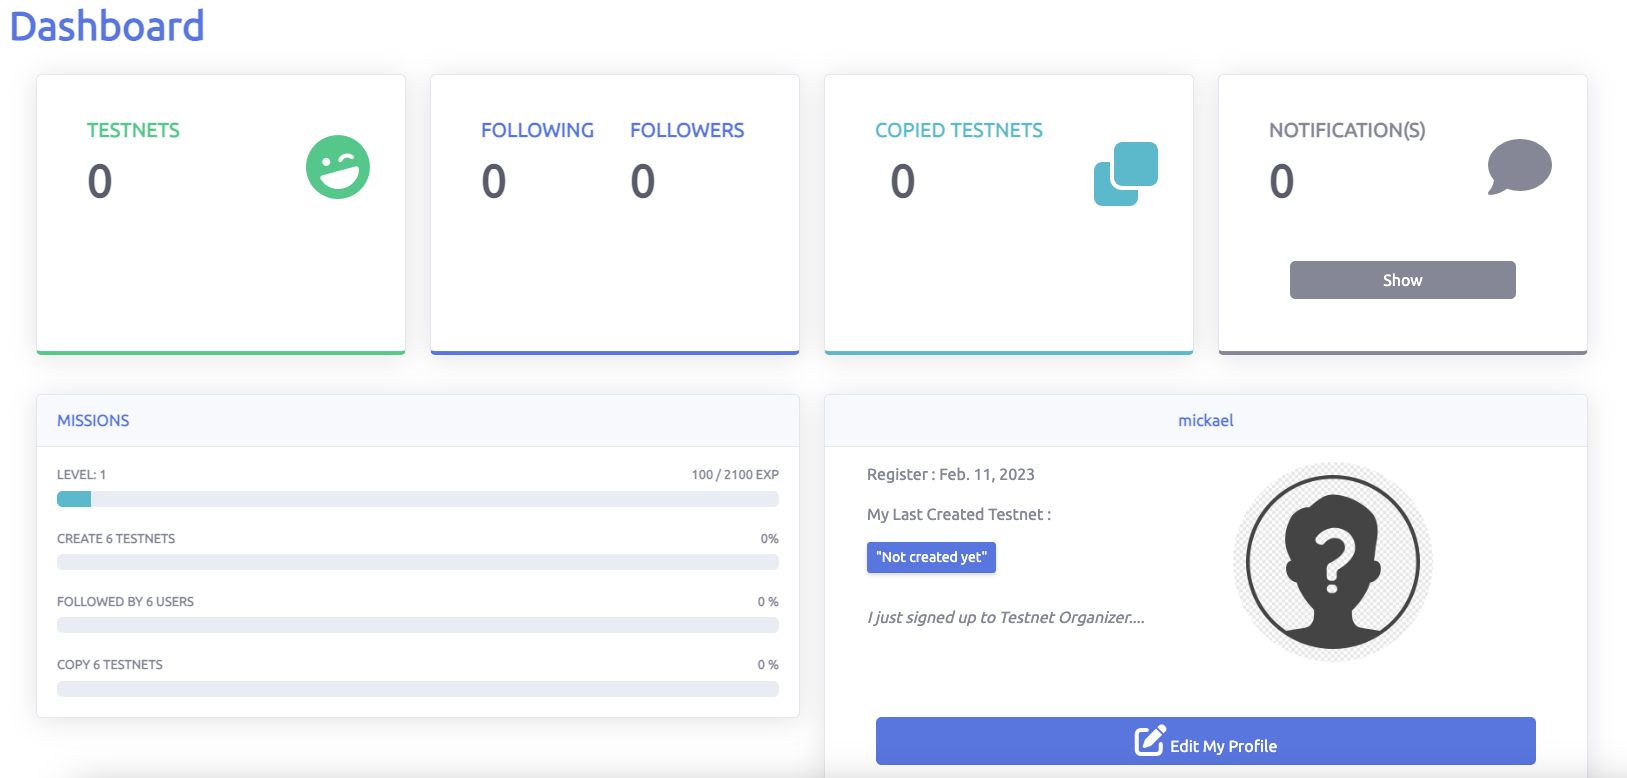 Dashboard
TESTNETS
0
FOLLOWING
0
FOLLOWERS
0
COPIED TESTNETS
0
NOTIFICATION(S)
0
Show
MISSIONS
LEVEL: 1 100 / 2100 EXP
CREATE 6 TESTNETS 0%
FOLLOWED BY 6 USERS 0 %
COPY 6 TESTNETS 0 %
mickael
Register : Feb. 11, 2023
My Last Created Testnet :
"Not created yet"
I just signed up to Testnet Organizer....
?
Edit My Profile